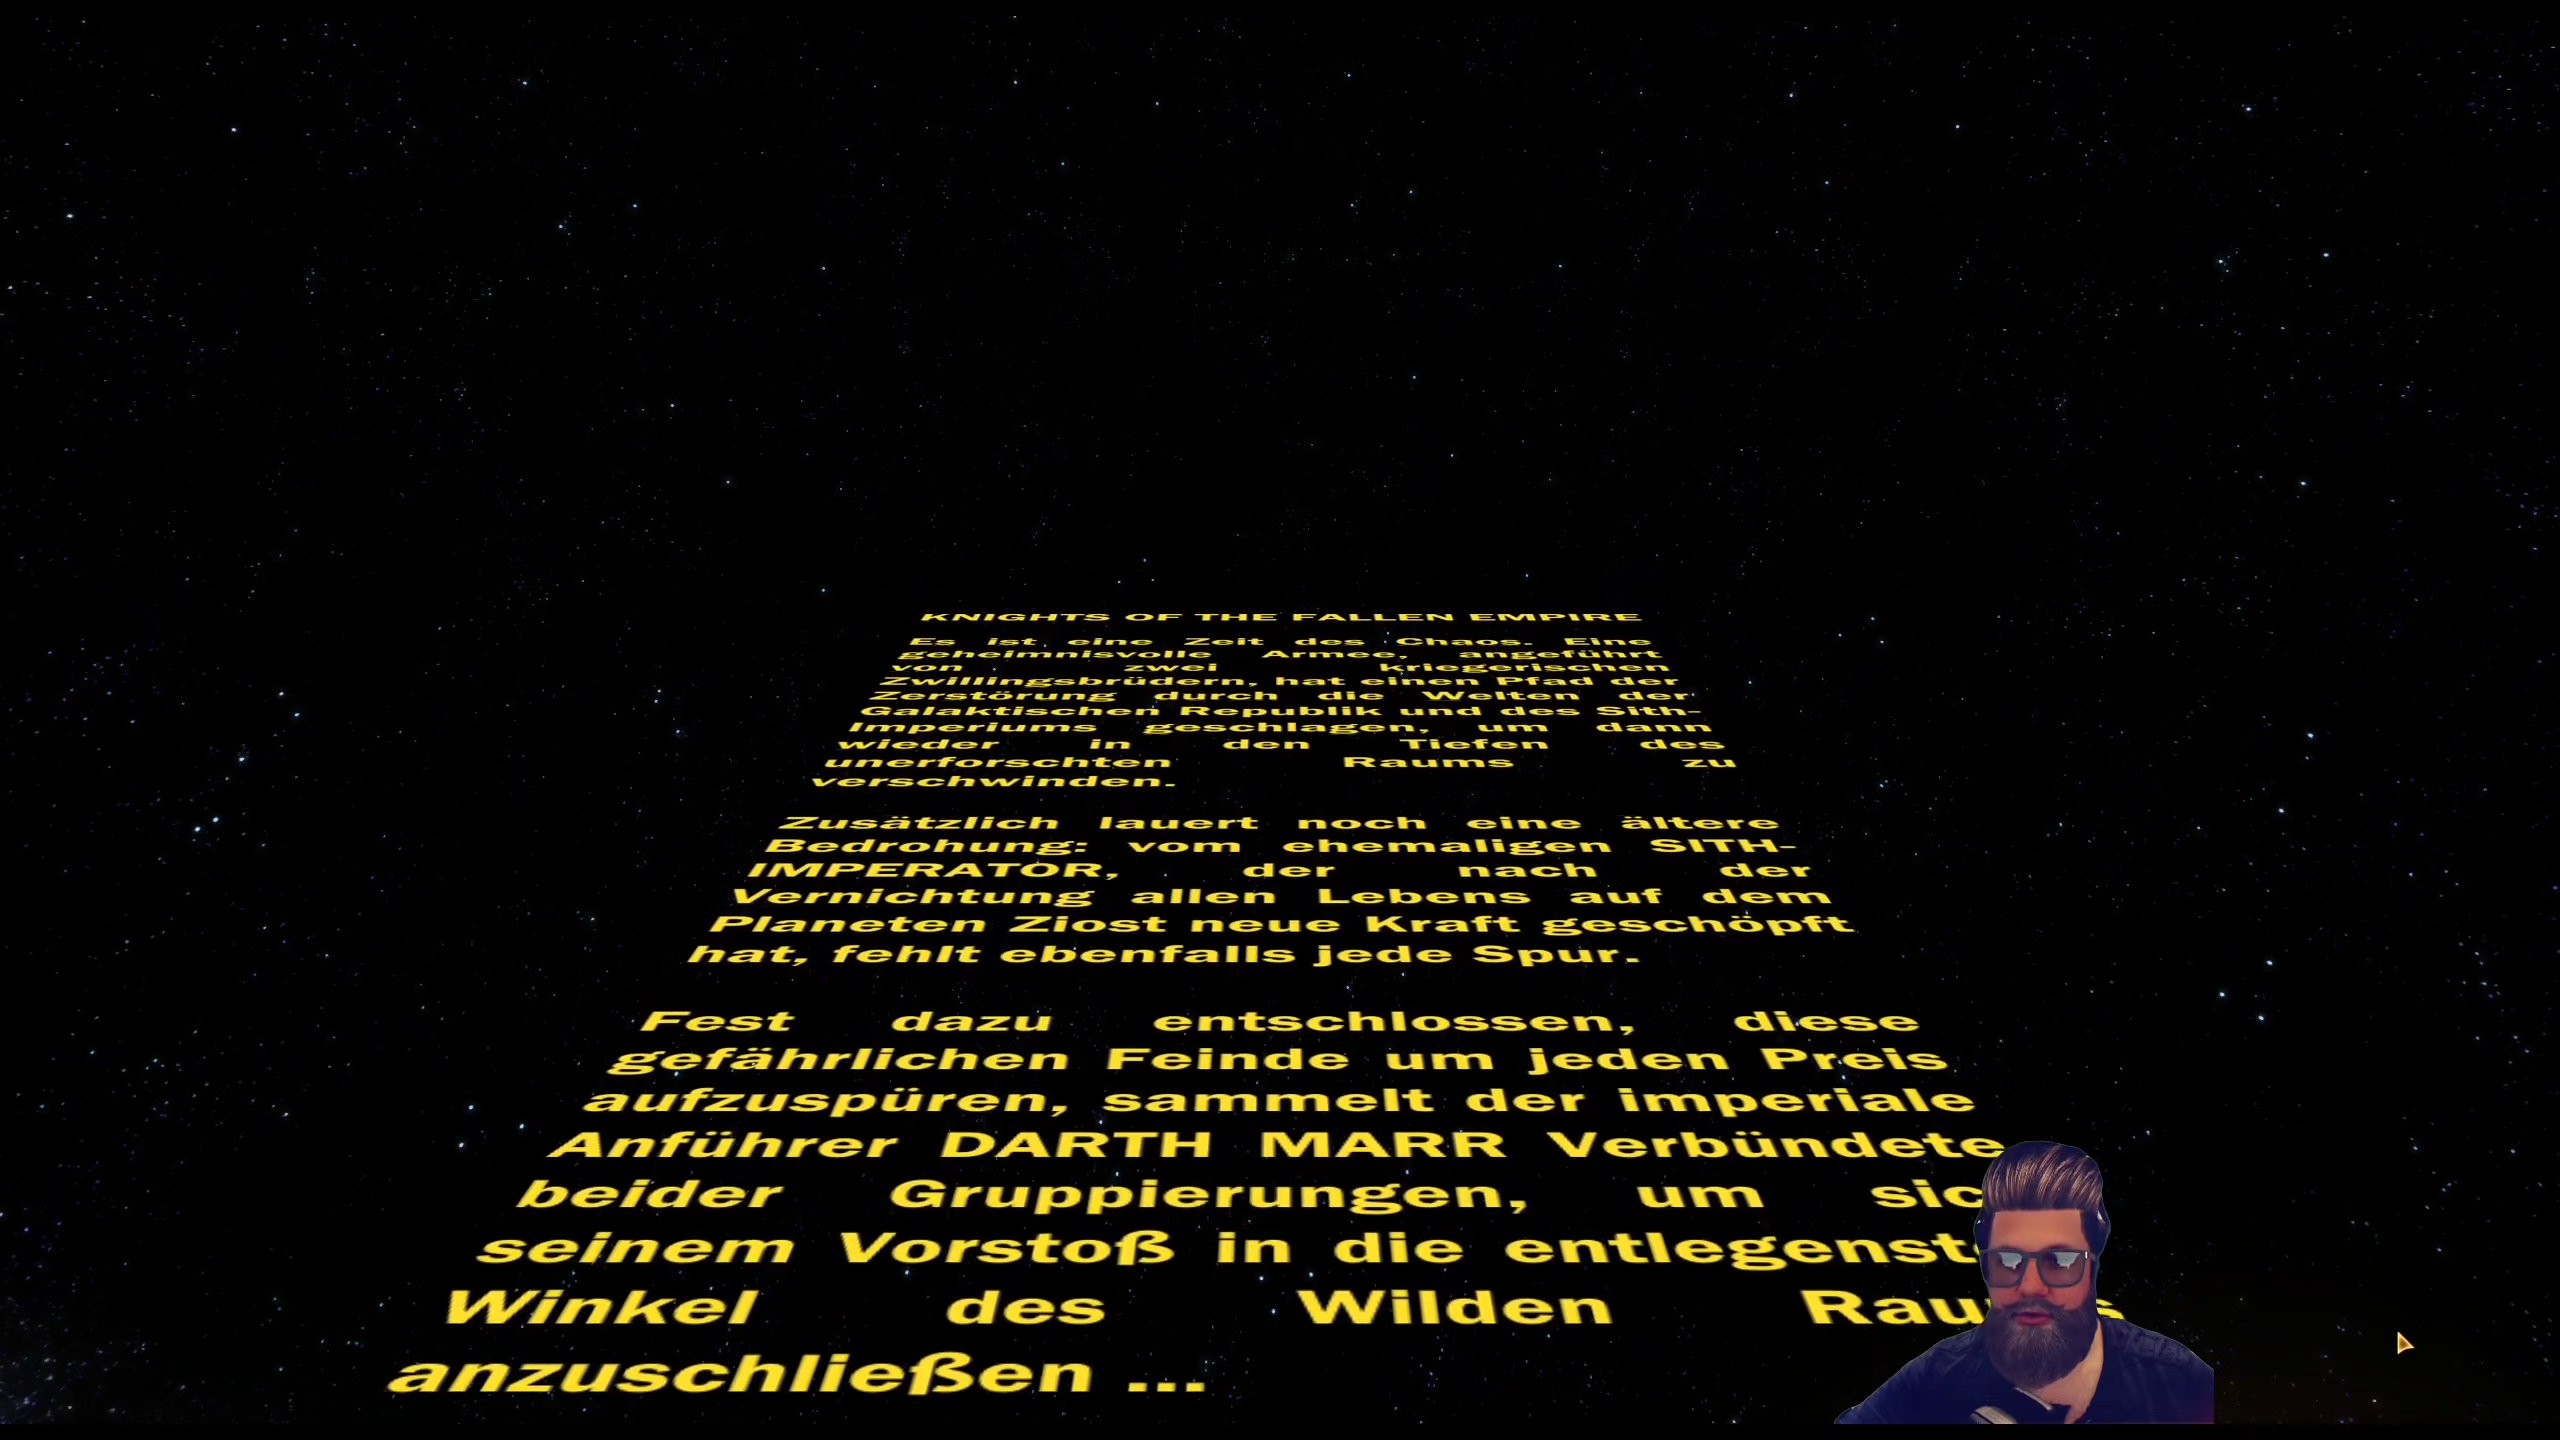 KNIGHTS OF THE FALLEN EMPIRE
Es ist eine Zeit des Chaos. Eine
geheimnisvolle Armee, angeführt
von zwei kriegerischen
Zwillingsbrüdern, hat einen Pfad der
Zerstörung durch die Welten der
Galaktischen Republik und des Sith-
Imperiums geschlagen, um dann
wieder in den Tiefen des
unerforschten Raums zu
verschwinden.
Zusätzlich lauert noch eine ältere
Bedrohung: vom ehemaligen SITH-
IMPERATOR, der nach der
Vernichtung allen Lebens auf dem
Planeten Ziost neue Kraft geschöpft
hat, fehlt ebenfalls jede Spur.
Fest dazu entschlossen, diese
gefährlichen Feinde um jeden Preis
aufzuspüren, sammelt der imperiale
Anführer DARTH MARR Verbündete
beider Gruppierungen, um
seinem Vorstoß in die
Winkel des Wilden
anzuschließen ...